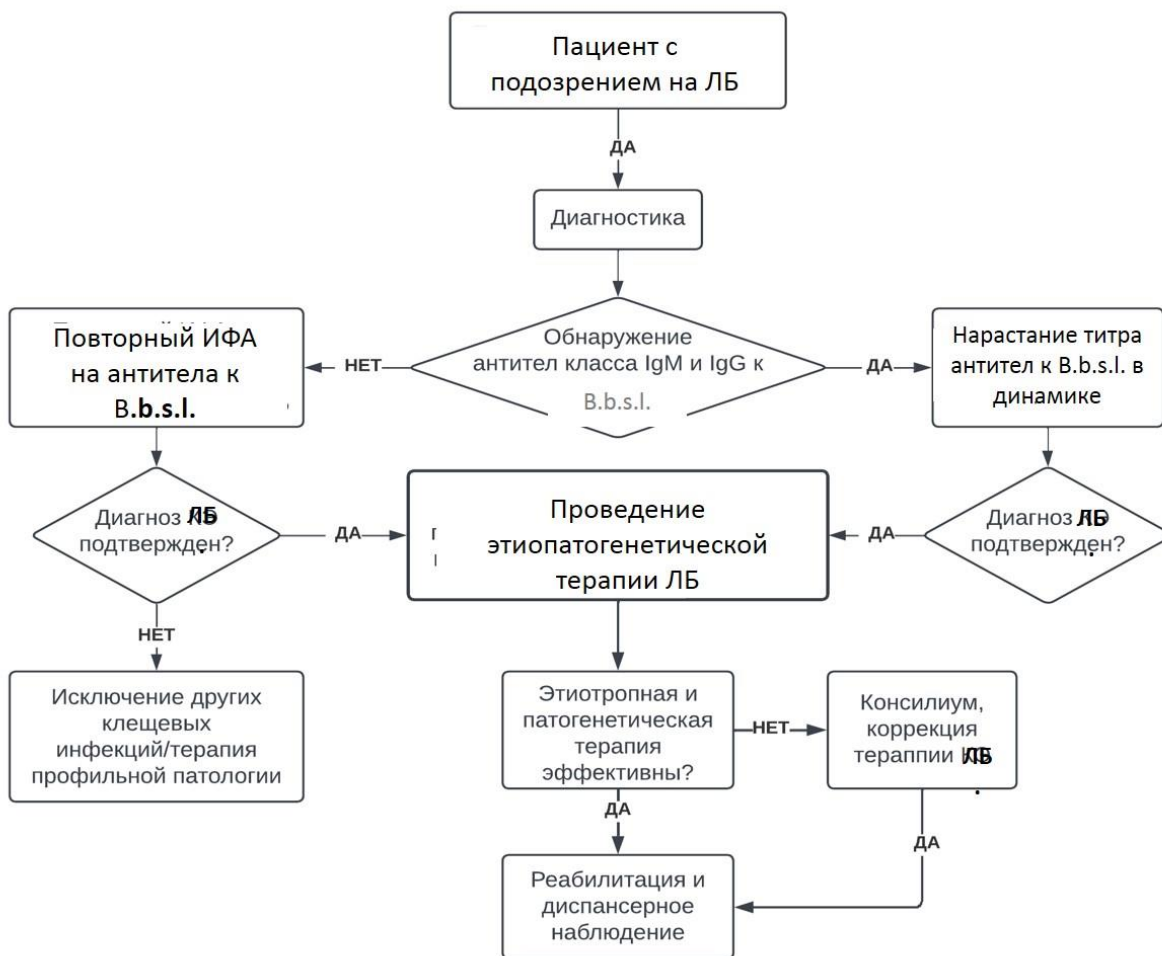 Пациент с
подозрением на ЛБ
ДА
Диагностика
Обнаружение
антител класса IgM и IgG к
B.b.s.l.
НЕТ
ДА
Повторный ИФА
на антитела к
B.b.s.l.
Нарастание титра
антител к B.b.s.l. в
динамике
Диагноз ЛБ
подтвержден?
ДА
Проведение
этиопатогенетической
терапии ЛБ
ДА
Диагноз ЛБ
подтвержден?
НЕТ
Исключение других
клещевых
инфекций/терапия
профильной патологии
Этиотропная и
патогенетическая
терапия
эффективны?
НЕТ
Консилиум,
коррекция
тераппии ЛБ
ДА
ДА
Реабилитация и
диспансерное
наблюдение